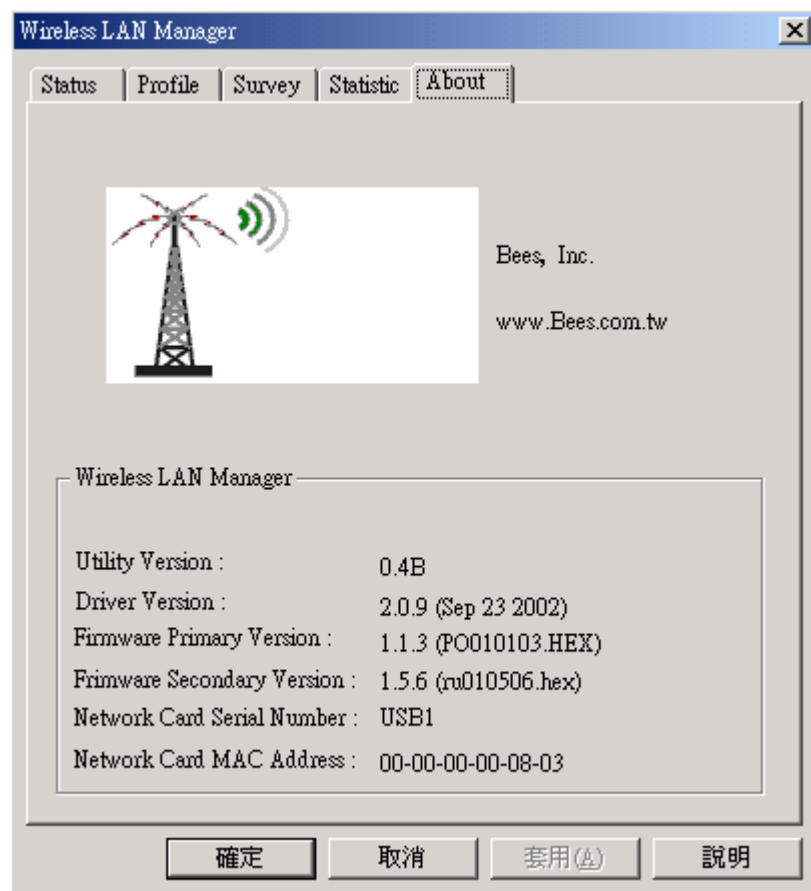 Wireless LAN Manager
Status Profile Survey Statistic About
Bees, Inc.
www.Bees.com.tw
Wireless LAN Manager
Utility Version : 0.4B
Driver Version : 2.0.9 (Sep 23 2002)
Firmware Primary Version : 1.1.3 (PO010103.HEX)
Frimware Secondary Version : 1.5.6 (ru010506.hex)
Network Card Serial Number : USB1
Network Card MAC Address : 00-00-00-00-08-03
確定 取消 套用(A) 說明